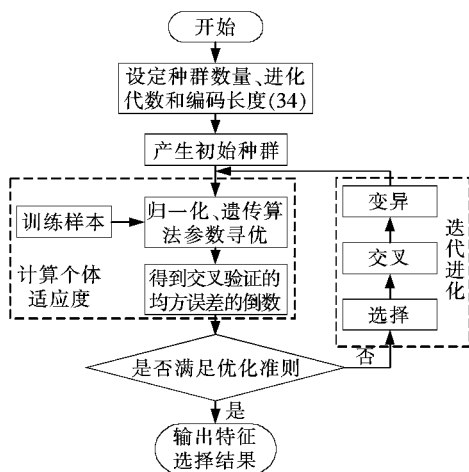 开始
设定种群数量、进化
代数和编码长度(34)
产生初始种群
训练样本
归一化、遗传算
法参数寻优
计算个体
适应度
得到交叉验证的
均方误差的倒数
变异
交叉
选择
迭代进化
是否满足优化准则
否
是
输出特征
选择结果